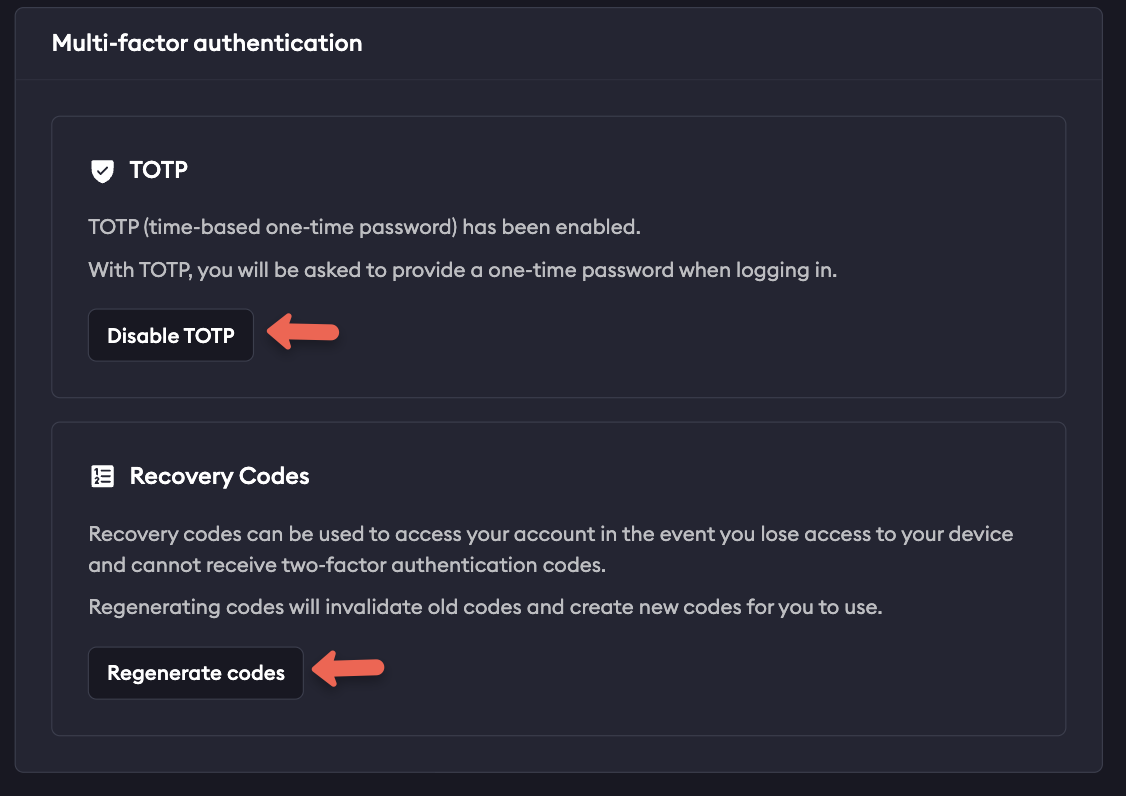 Multi-factor authentication
TOTP
TOTP (time-based one-time password) has been enabled.
With TOTP, you will be asked to provide a one-time password when logging in.
Disable TOTP
Recovery Codes
Recovery codes can be used to access your account in the event you lose access to your device
and cannot receive two-factor authentication codes.
Regenerating codes will invalidate old codes and create new codes for you to use.
Regenerate codes